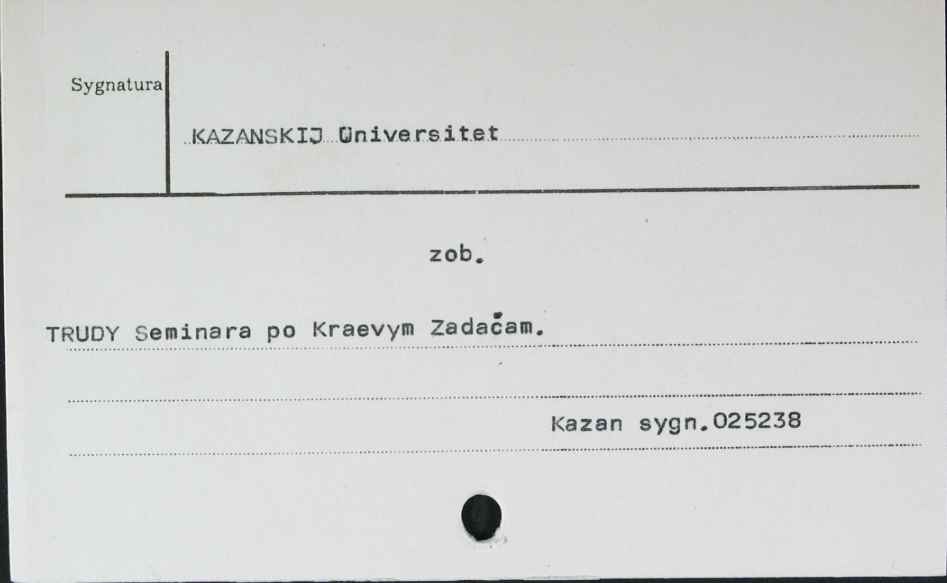 Sygnatura
KAZANSKIJ Universitet
zob.
TRUDY Seminara po Kraevym Zadačam.
Kazan sygn.025238